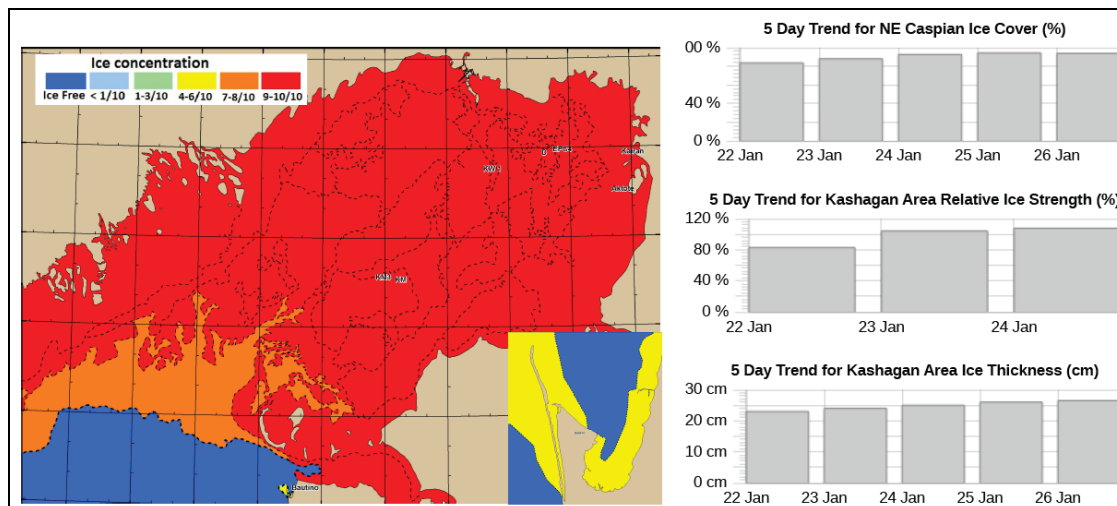 Ice concentration
Ice Free < 1/10 1-3/10 4-6/10 7-8/10 9-10/10
KW 1
Kairan
Aktote
KM
Bautino
5 Day Trend for NE Caspian Ice Cover (%)
00 %
40 %
0 %
22 Jan 23 Jan 24 Jan 25 Jan 26 Jan
5 Day Trend for Kashagan Area Relative Ice Strength (%)
120 %
80 %
40 %
0 %
22 Jan 23 Jan 24 Jan
5 Day Trend for Kashagan Area Ice Thickness (cm)
30 cm
20 cm
10 cm
0 cm
22 Jan 23 Jan 24 Jan 25 Jan 26 Jan